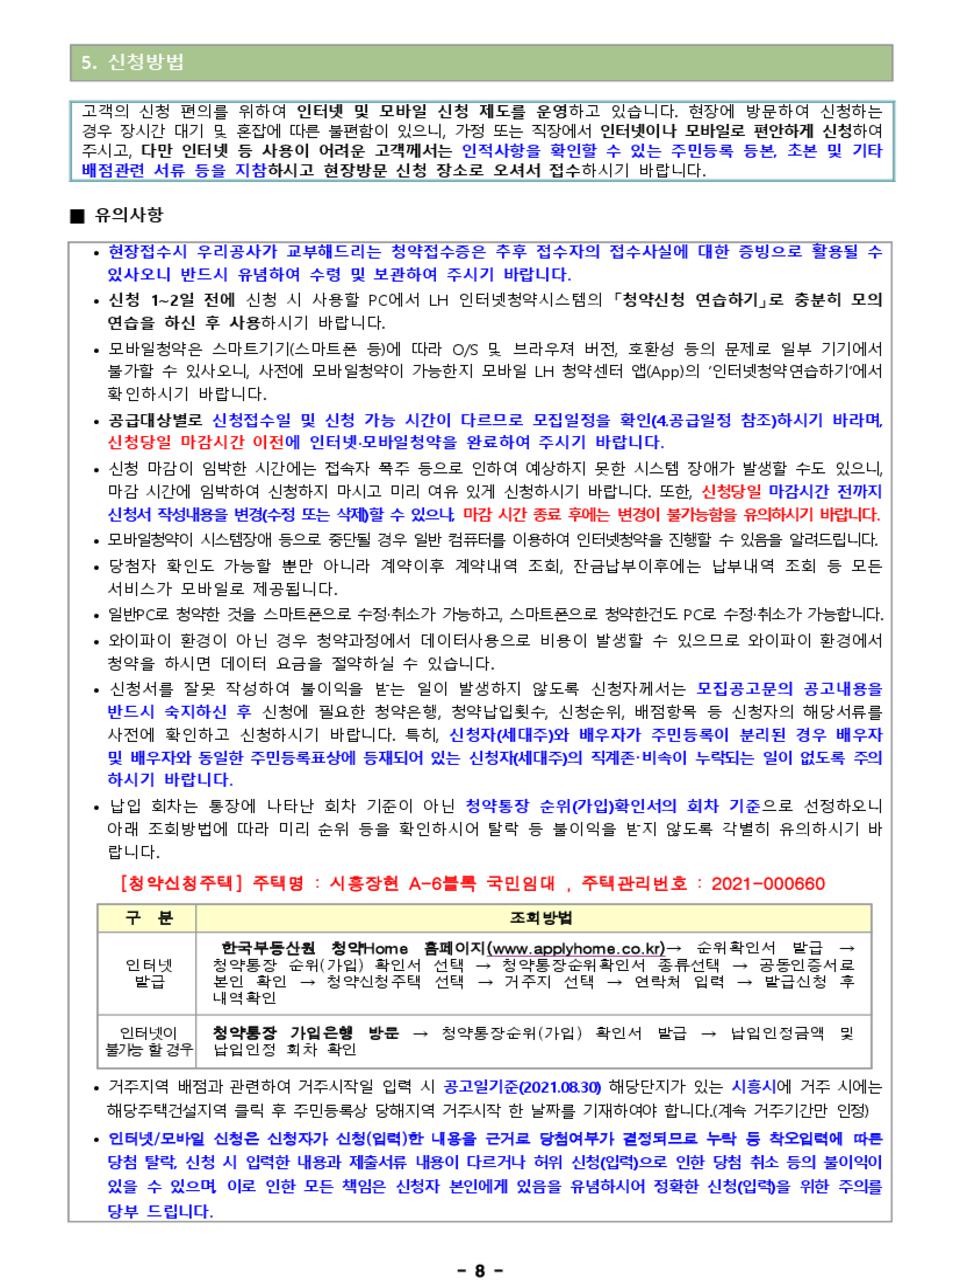 5. 신청방법
고객의 신청 편의를 위하여 인터넷 및 모바일 신청 제도를 운영하고 있습니다. 현장에 방문하여 신청하는
경우 장시간 대기 및 혼잡에 따른 불편함이 있으니, 가정 또는 직장에서 인터넷이나 모바일로 편안하게 신청하여
주시고, 다만 인터넷 등 사용이 어려운 고객께서는 인적사항을 확인할 수 있는 주민등록 등본, 초본 및 기타
배점관련 서류 등을 지참하시고 현장방문 신청 장소로 오셔서 접수하시기 바랍니다.
■ 유의사항
• 현장접수시 우리공사가 교부해드리는 청약접수증은 추후 접수자의 접수사실에 대한 증빙으로 활용될 수
있사오니 반드시 유념하여 수령 및 보관하여 주시기 바랍니다.
• 신청 1~2일 전에 신청 시 사용할 PC에서 LH 인터넷청약시스템의 「청약신청 연습하기」로 충분히 모의
연습을 하신 후 사용하시기 바랍니다.
• 모바일청약은 스마트기기(스마트폰 등)에 따라 O/S 및 브라우져 버전, 호환성 등의 문제로 일부 기기에서
불가할 수 있사오니, 사전에 모바일청약이 가능한지 모바일 LH 청약센터 앱(App)의 '인터넷청약연습하기'에서
확인하시기 바랍니다.
• 공급대상별로 신청접수일 및 신청 가능 시간이 다르므로 모집일정을 확인(4.공급일정 참조)하시기 바라며,
신청당일 마감시간 이전에 인터넷·모바일청약을 완료하여 주시기 바랍니다.
• 신청 마감이 임박한 시간에는 접속자 폭주 등으로 인하여 예상하지 못한 시스템 장애가 발생할 수도 있으니,
마감 시간에 임박하여 신청하지 마시고 미리 여유 있게 신청하시기 바랍니다. 또한, 신청당일 마감시간 전까지
신청서 작성내용을 변경(수정 또는 삭제)할 수 있으나, 마감 시간 종료 후에는 변경이 불가능함을 유의하시기 바랍니다.
• 모바일청약이 시스템장애 등으로 중단될 경우 일반 컴퓨터를 이용하여 인터넷청약을 진행할 수 있음을 알려드립니다.
• 당첨자 확인도 가능할 뿐만 아니라 계약이후 계약내역 조회, 잔금납부이후에는 납부내역 조회 등 모든
서비스가 모바일로 제공됩니다.
• 일반PC로 청약한 것을 스마트폰으로 수정·취소가 가능하고, 스마트폰으로 청약한건도 PC로 수정·취소가 가능합니다.
• 와이파이 환경이 아닌 경우 청약과정에서 데이터사용으로 비용이 발생할 수 있으므로 와이파이 환경에서
청약을 하시면 데이터 요금을 절약하실 수 있습니다.
• 신청서를 잘못 작성하여 불이익을 받는 일이 발생하지 않도록 신청자께서는 모집공고문의 공고내용을
반드시 숙지하신 후 신청에 필요한 청약은행, 청약납입횟수, 신청순위, 배점항목 등 신청자의 해당서류를
사전에 확인하고 신청하시기 바랍니다. 특히, 신청자(세대주)와 배우자가 주민등록이 분리된 경우 배우자
및 배우자와 동일한 주민등록표상에 등재되어 있는 신청자(세대주)의 직계존·비속이 누락되는 일이 없도록 주의
하시기 바랍니다.
• 납입 회차는 통장에 나타난 회차 기준이 아닌 청약통장 순위(가입)확인서의 회차 기준으로 선정하오니
아래 조회방법에 따라 미리 순위 등을 확인하시어 탈락 등 불이익을 받지 않도록 각별히 유의하시기 바
랍니다.
[청약신청주택] 주택명 : 시흥장현 A-6블록 국민임대 , 주택관리번호 : 2021-000660
구 분 조회방법
인터넷
발급
한국부동산원 청약Home 홈페이지(www.applyhome.co.kr)→ 순위확인서 발급 →
청약통장 순위(가입) 확인서 선택 → 청약통장순위확인서 종류선택 → 공동인증서로
본인 확인 → 청약신청주택 선택 → 거주지 선택 → 연락처 입력 → 발급신청 후
내역확인
인터넷이
불가능 할 경우
청약통장 가입은행 방문 → 청약통장순위(가입) 확인서 발급 → 납입인정금액 및
납입인정 회차 확인
• 거주지역 배점과 관련하여 거주시작일 입력 시 공고일기준(2021.08.30) 해당단지가 있는 시흥시에 거주 시에는
해당주택건설지역 클릭 후 주민등록상 당해지역 거주시작 한 날짜를 기재하여야 합니다.(계속 거주기간만 인정)
• 인터넷/모바일 신청은 신청자가 신청(입력)한 내용을 근거로 당첨여부가 결정되므로 누락 등 착오입력에 따른
당첨 탈락, 신청 시 입력한 내용과 제출서류 내용이 다르거나 허위 신청(입력)으로 인한 당첨 취소 등의 불이익이
있을 수 있으며, 이로 인한 모든 책임은 신청자 본인에게 있음을 유념하시어 정확한 신청(입력)을 위한 주의를
당부 드립니다.
- 8 -